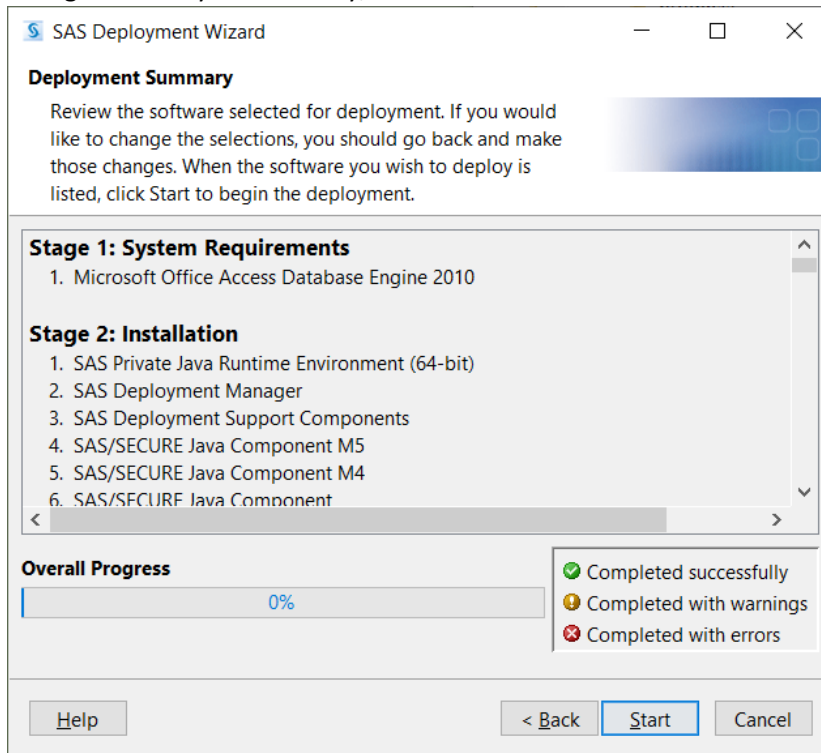 SAS Deployment Wizard
Deployment Summary
Review the software selected for deployment. If you would
like to change the selections, you should go back and make
those changes. When the software you wish to deploy is
listed, click Start to begin the deployment.
Stage 1: System Requirements
1. Microsoft Office Access Database Engine 2010
Stage 2: Installation
1. SAS Private Java Runtime Environment (64-bit)
2. SAS Deployment Manager
3. SAS Deployment Support Components
4. SAS/SECURE Java Component M5
5. SAS/SECURE Java Component M4
6. SAS/SECURE Java Component
Overall Progress
0%
Completed successfully
Completed with warnings
Completed with errors
Help
< Back
Start
Cancel